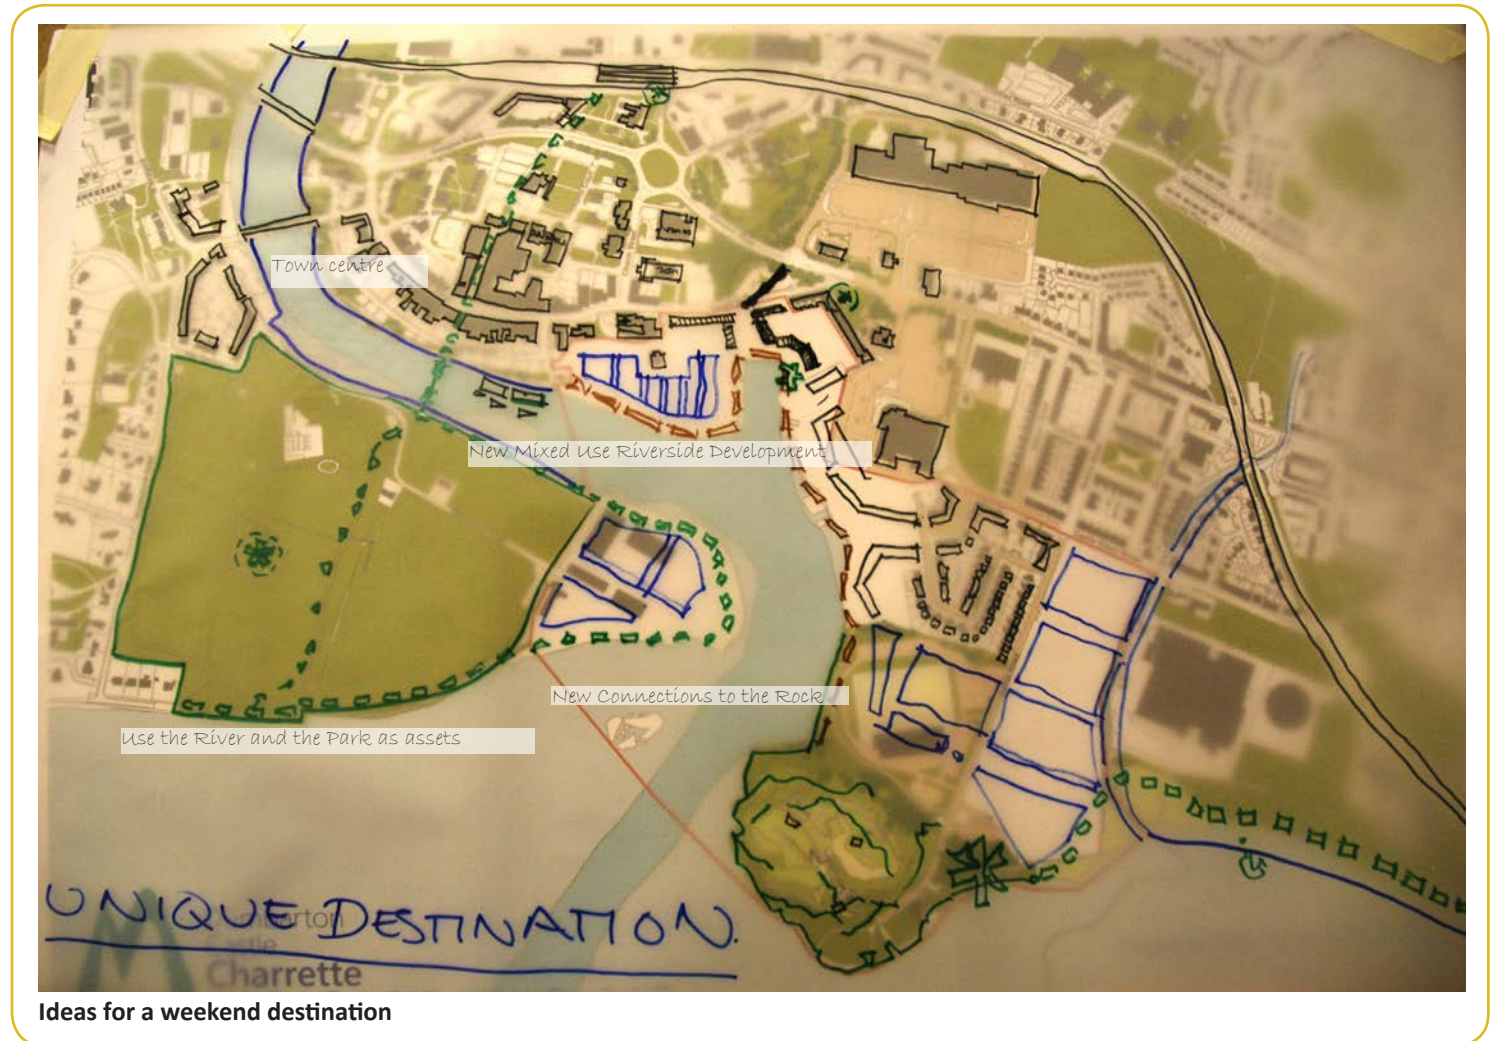 Town centre
New Mixed Use Riverside Development
New Connections to the Rock
Use the River and the Park as assets
UNIQUE DESTINATION.
Castle
Charrette
Ideas for a weekend destination